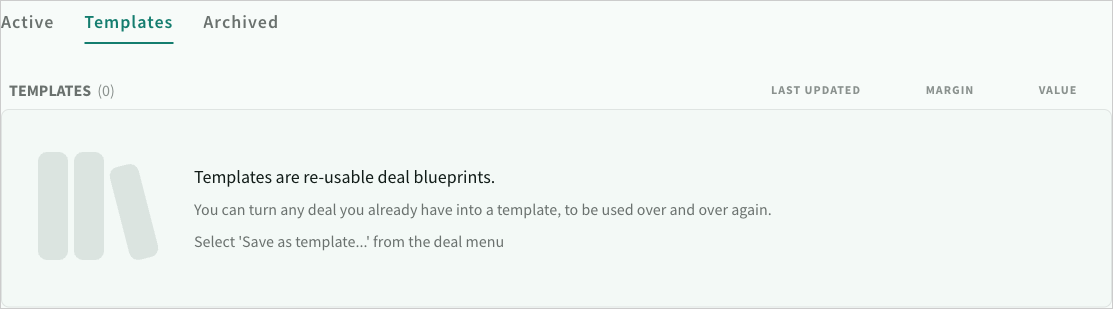 Active Templates Archived
TEMPLATES (0) LAST UPDATED MARGIN VALUE
Templates are re-usable deal blueprints.
You can turn any deal you already have into a template, to be used over and over again.
Select 'Save as template...' from the deal menu